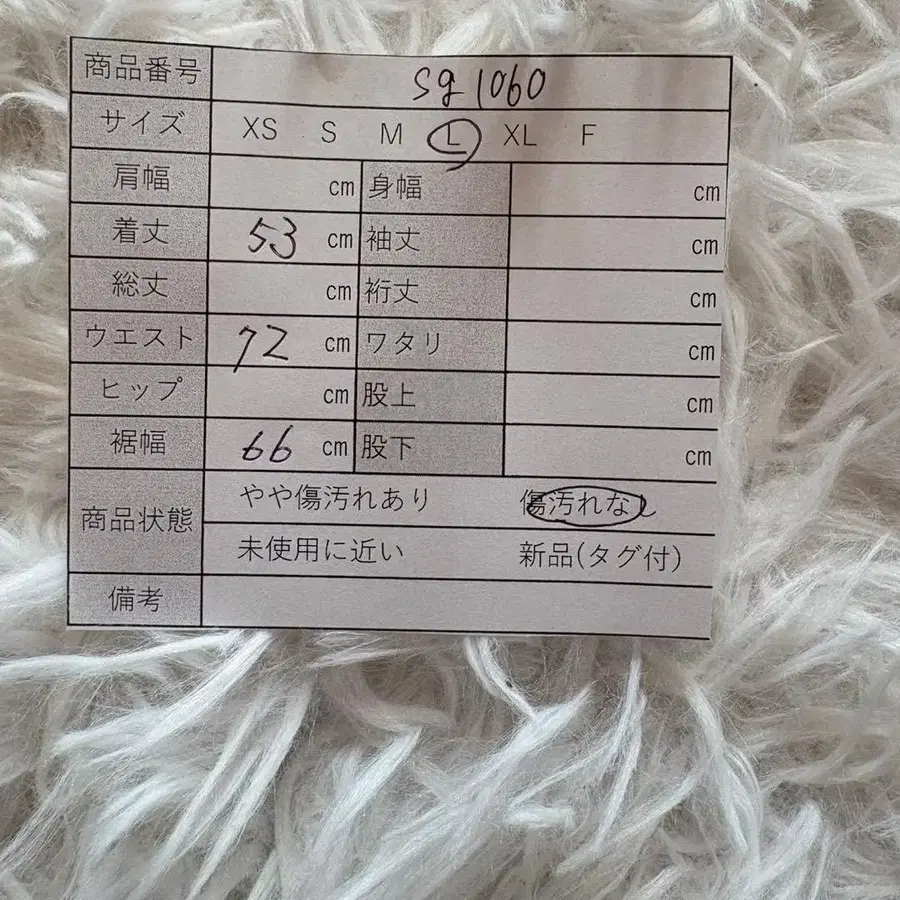 商品番号 sg1060
サイズ XS S M L XL F
肩幅 cm 身幅 cm
着丈 53 cm 袖丈 cm
総丈 cm 裄丈 cm
ウエスト 72 cm ワタリ cm
ヒップ cm 股上 cm
裾幅 66 cm 股下 cm
商品状態 やや傷汚れあり 傷汚れなし
未使用に近い 新品(タグ付)
備考